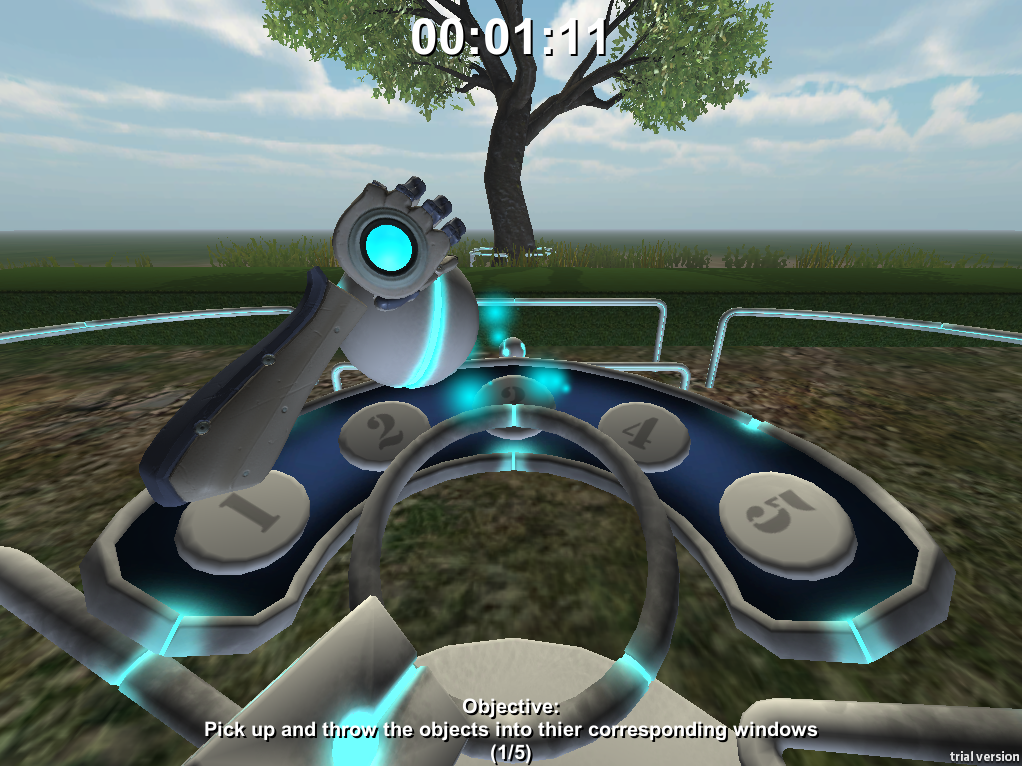 00:01:11
2
3
4
1
5
Objective:
Pick up and throw the objects into thier corresponding windows
(1/5)
trial version